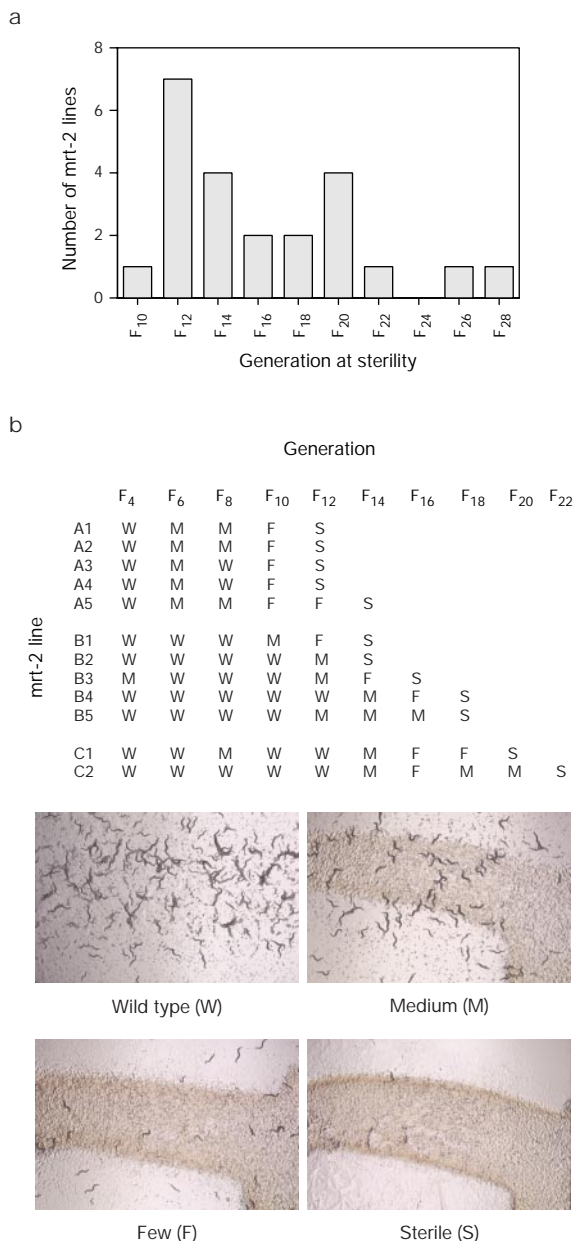 a
8
6
4
2
0
Number of mrt-2 lines
F10 F12 F14 F16 F18 F20 F22 F24 F26 F28
Generation at sterility
b
Generation
F4 F6 F8 F10 F12 F14 F16 F18 F20 F22
mrt-2 line
A1 W M M F S
A2 W M M F S
A3 W M W F S
A4 W M W F S
A5 W M M F F S
B1 W W W M F S
B2 W W W W M S
B3 M W W W M F S
B4 W W W W W M F S
B5 W W W W M M M S
C1 W W M W W M F F S
C2 W W W W W M F M M S
Wild type (W)
Medium (M)
Few (F)
Sterile (S)